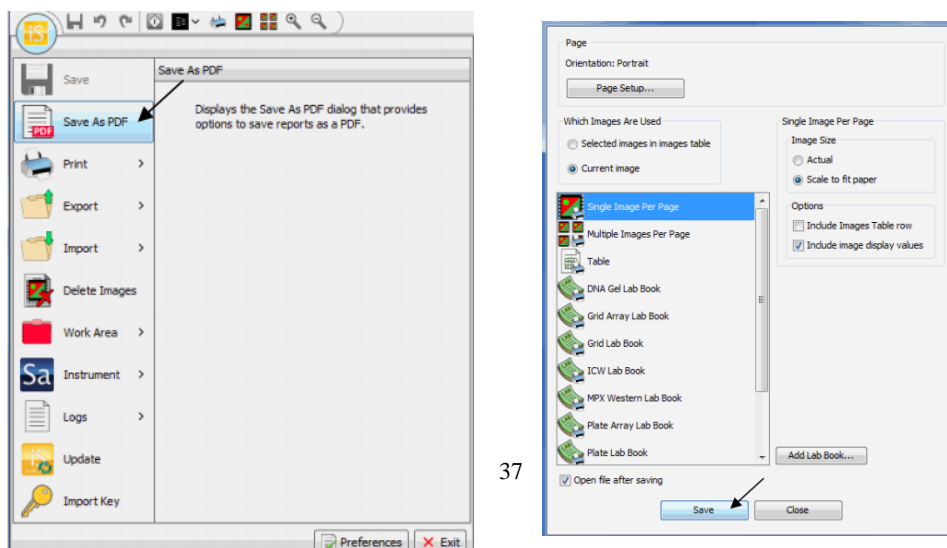 iS
Save
Save As PDF
Print
Export
Import
Delete Images
Work Area
Sa Instrument
Logs
Update
Import Key
Save As PDF
Displays the Save As PDF dialog that provides
options to save reports as a PDF.
Preferences
Exit
37
Page
Orientation: Portrait
Page Setup...
Which Images Are Used
Selected images in images table
Current image
Single Image Per Page
Multiple Images Per Page
Table
DNA Gel Lab Book
Grid Array Lab Book
Grid Lab Book
ICW Lab Book
MPX Western Lab Book
Plate Array Lab Book
Plate Lab Book
Single Image Per Page
Image Size
Actual
Scale to fit paper
Options
Include Images Table row
Include image display values
Add Lab Book...
Open file after saving
Save
Close